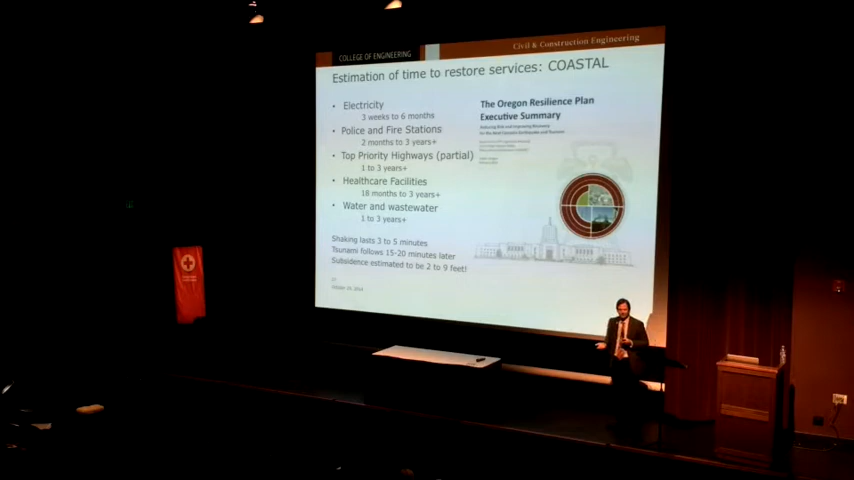 COLLEGE OF ENGINEERING
Civil & Construction Engineering
Estimation of time to restore services: COASTAL
• Electricity
3 weeks to 6 months
• Police and Fire Stations
2 months to 3 years+
• Top Priority Highways (partial)
1 to 3 years+
• Healthcare Facilities
18 months to 3 years+
• Water and wastewater
1 to 3 years+
Shaking lasts 3 to 5 minutes
Tsunami follows 15-20 minutes later
Subsidence estimated to be 2 to 9 feet!
The Oregon Resilience Plan
Executive Summary